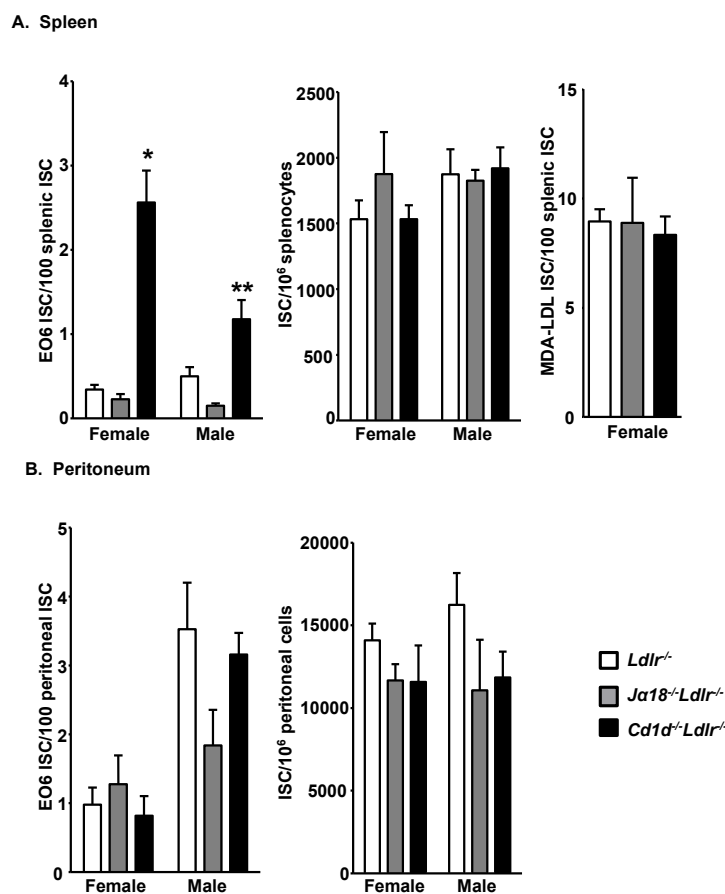 A. Spleen
EO6 ISC/100 splenic ISC
4
3
2
1
0
*
**
Female Male
ISC/10⁶ splenocytes
2500
2000
1500
1000
500
0
Female Male
MDA-LDL ISC/100 splenic ISC
15
10
5
0
Female
B. Peritoneum
EO6 ISC/100 peritoneal ISC
5
4
3
2
1
0
Female Male
ISC/10⁶ peritoneal cells
20000
15000
10000
5000
0
Female Male
Ldlr⁻/⁻
Jα18⁻/⁻Ldlr⁻/⁻
Cd1d⁻/⁻Ldlr⁻/⁻